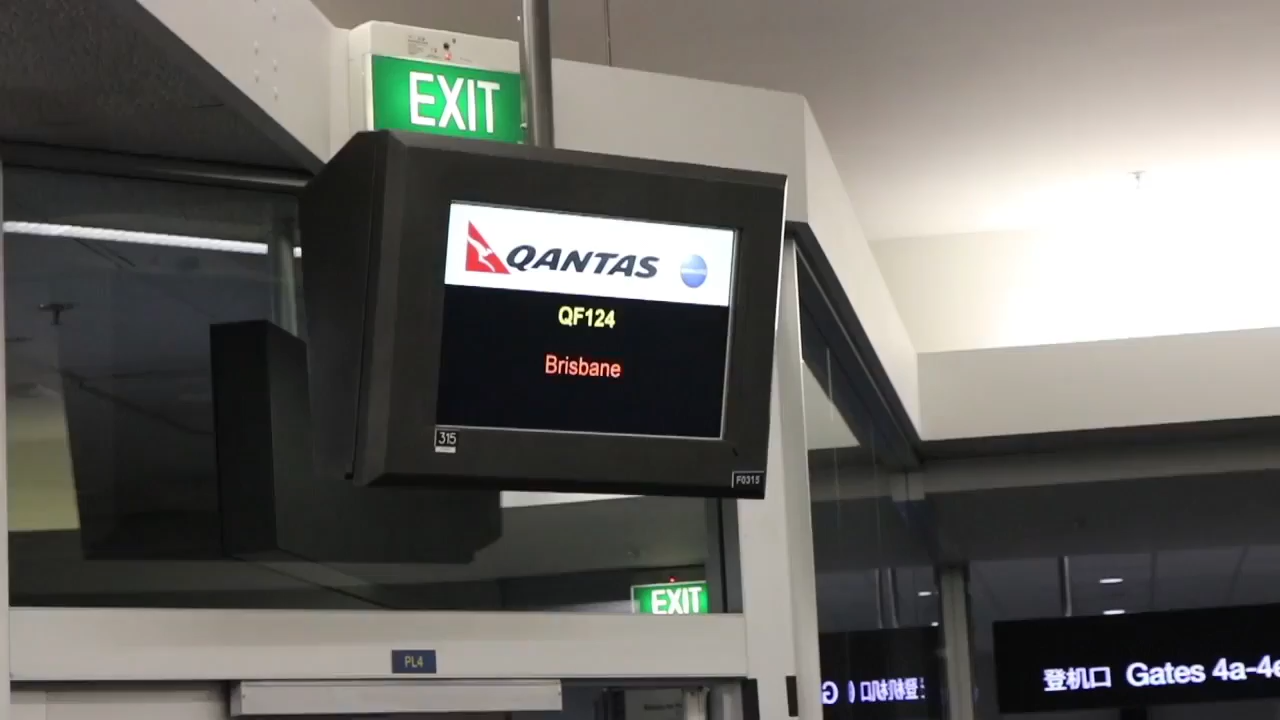 EXIT
QANTAS
QF124
Brisbane
315
F0315
EXIT
PL4
登机口 Gates 4a-4e